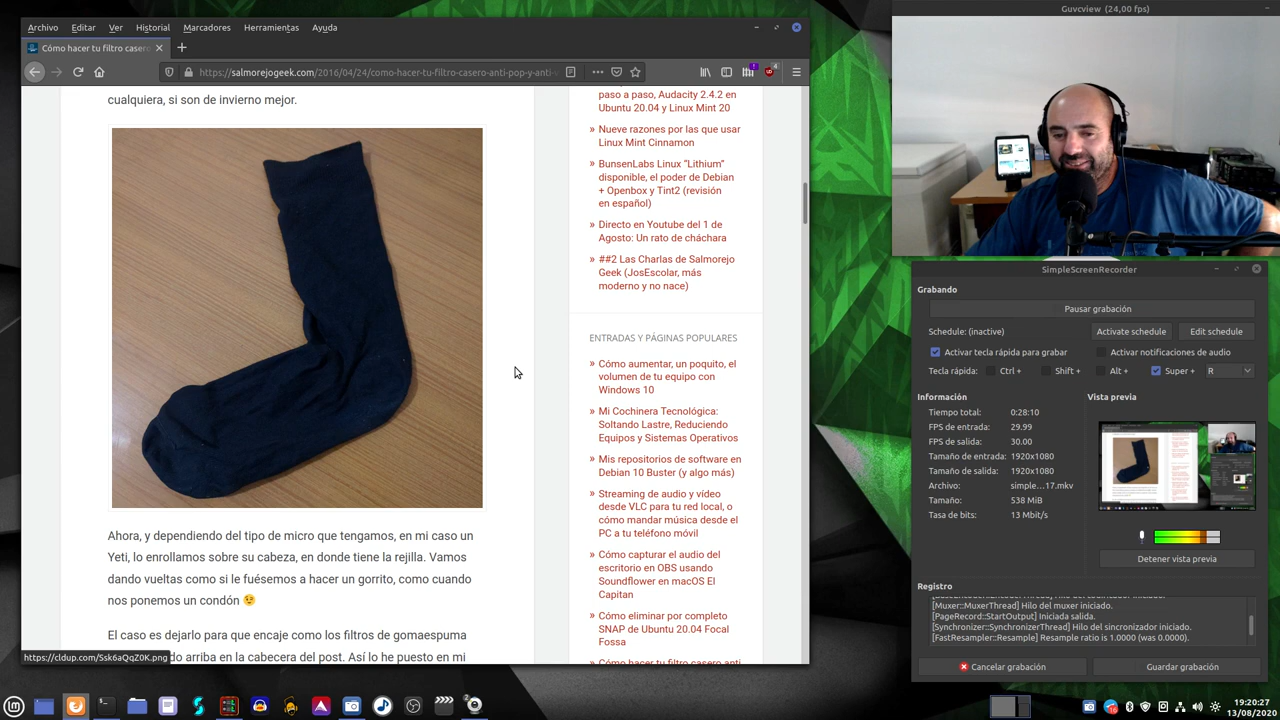 Archivo Editar Ver Historial Marcadores Herramientas Ayuda
Cómo hacer tu filtro casero
https://salmorejogeek.com/2016/04/24/como-hacer-tu-filtro-casero-anti-pop-y-anti-
4
cualquiera, si son de invierno mejor.
Ahora, y dependiendo del tipo de micro que tengamos, en mi caso un
Yeti, lo enrollamos sobre su cabeza, en donde tiene la rejilla. Vamos
dando vueltas como si le fuésemos a hacer un gorrito, como cuando
nos ponemos un condón 😉
El caso es dejarlo para que encaje como los filtros de gomaespuma
do arriba en la cabecera del post. Así lo he puesto en mi
https://cldup.com/Ssk6aQqZ0K.png
paso a paso, Audacity 2.4.2 en
Ubuntu 20.04 y Linux Mint 20
» Nueve razones por las que usar
Linux Mint Cinnamon
» BunsenLabs Linux “Lithium”
disponible, el poder de Debian
+ Openbox y Tint2 (revisión
en español)
» Directo en Youtube del 1 de
Agosto: Un rato de cháchara
» ##2 Las Charlas de Salmorejo
Geek (JosEscolar, más
moderno y no nace)
ENTRADAS Y PÁGINAS POPULARES
» Cómo aumentar, un poquito, el
volumen de tu equipo con
Windows 10
» Mi Cochinera Tecnológica:
Soltando Lastre, Reduciendo
Equipos y Sistemas Operativos
» Mis repositorios de software en
Debian 10 Buster (y algo más)
» Streaming de audio y vídeo
desde VLC para tu red local, o
cómo mandar música desde el
PC a tu teléfono móvil
» Cómo capturar el audio del
escritorio en OBS usando
Soundflower en macOS El
Capitan
» Cómo eliminar por completo
SNAP de Ubuntu 20.04 Focal
Fossa
» Cómo hacer tu filtro casero anti
Guvcview (24,00 fps)
SimpleScreenRecorder
Grabando
Pausar grabación
Schedule: (inactive) Activate schedule Edit schedule
Activar tecla rápida para grabar Activar notificaciones de audio
Tecla rápida: Ctrl + Shift + Alt + Super + R
Información
Tiempo total: 0:28:10
FPS de entrada: 29.99
FPS de salida: 30.00
Tamaño de entrada: 1920x1080
Tamaño de salida: 1920x1080
Archivo: simple...17.mkv
Tamaño: 538 MiB
Tasa de bits: 13 Mbit/s
Vista previa
Detener vista previa
Registro
[Muxer::MuxerThread] Hilo del muxer iniciado.
[PageRecord::StartOutput] Iniciada salida.
[Synchronizer::SynchronizerThread] Hilo del sincronizador iniciado.
[FastResampler::Resample] Resample ratio is 1.0000 (was 0.0000).
Cancelar grabación Guardar grabación
19:20:27
13/08/2020